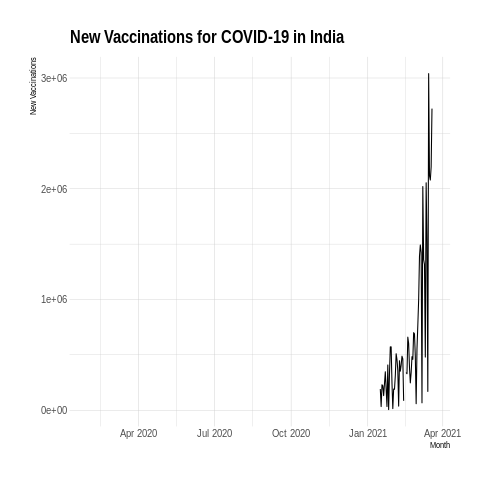 New Vaccinations for COVID-19 in India
New Vaccinations
3e+06
2e+06
1e+06
0e+00
Apr 2020 Jul 2020 Oct 2020 Jan 2021 Apr 2021
Month